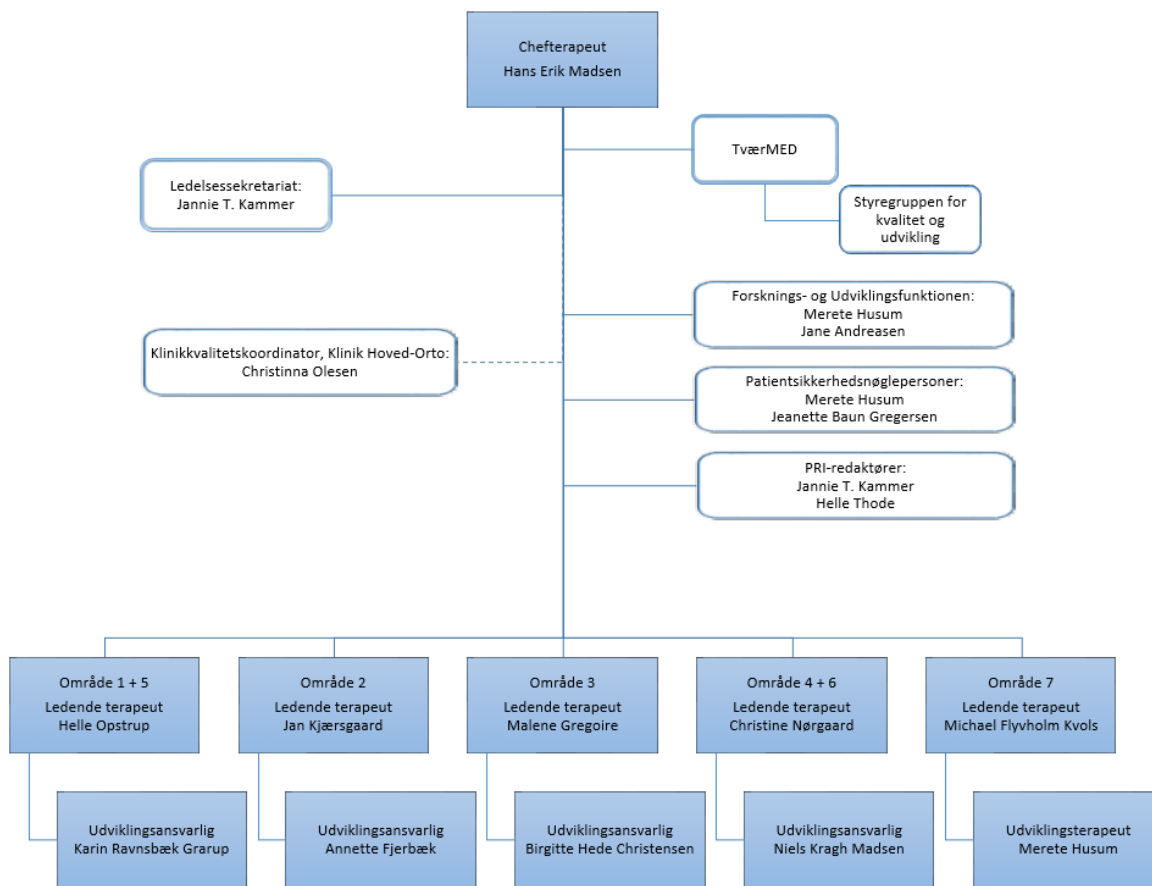 Chefterapeut
Hans Erik Madsen
TværMED
Ledelsessekretariat:
Jannie T. Kammer
Styregruppen for
kvalitet og
udvikling
Forsknings- og Udviklingsfunktionen:
Merete Husum
Jane Andreasen
Klinikkvalitetskoordinator, Klinik Hoved-Orto:
Christinna Olesen
Patientsikkerhedsnøglepersoner:
Merete Husum
Jeanette Baun Gregersen
PRI-redaktører:
Jannie T. Kammer
Helle Thode
Område 1 + 5
Ledende terapeut
Helle Opstrup
Område 2
Ledende terapeut
Jan Kjærsgaard
Område 3
Ledende terapeut
Malene Gregoire
Område 4 + 6
Ledende terapeut
Christine Nørgaard
Område 7
Ledende terapeut
Michael Flyvholm Kvols
Udviklingsansvarlig
Karin Ravnsbæk Grarup
Udviklingsansvarlig
Annette Fjerbæk
Udviklingsansvarlig
Birgitte Hede Christensen
Udviklingsansvarlig
Niels Kragh Madsen
Udviklingsterapeut
Merete Husum